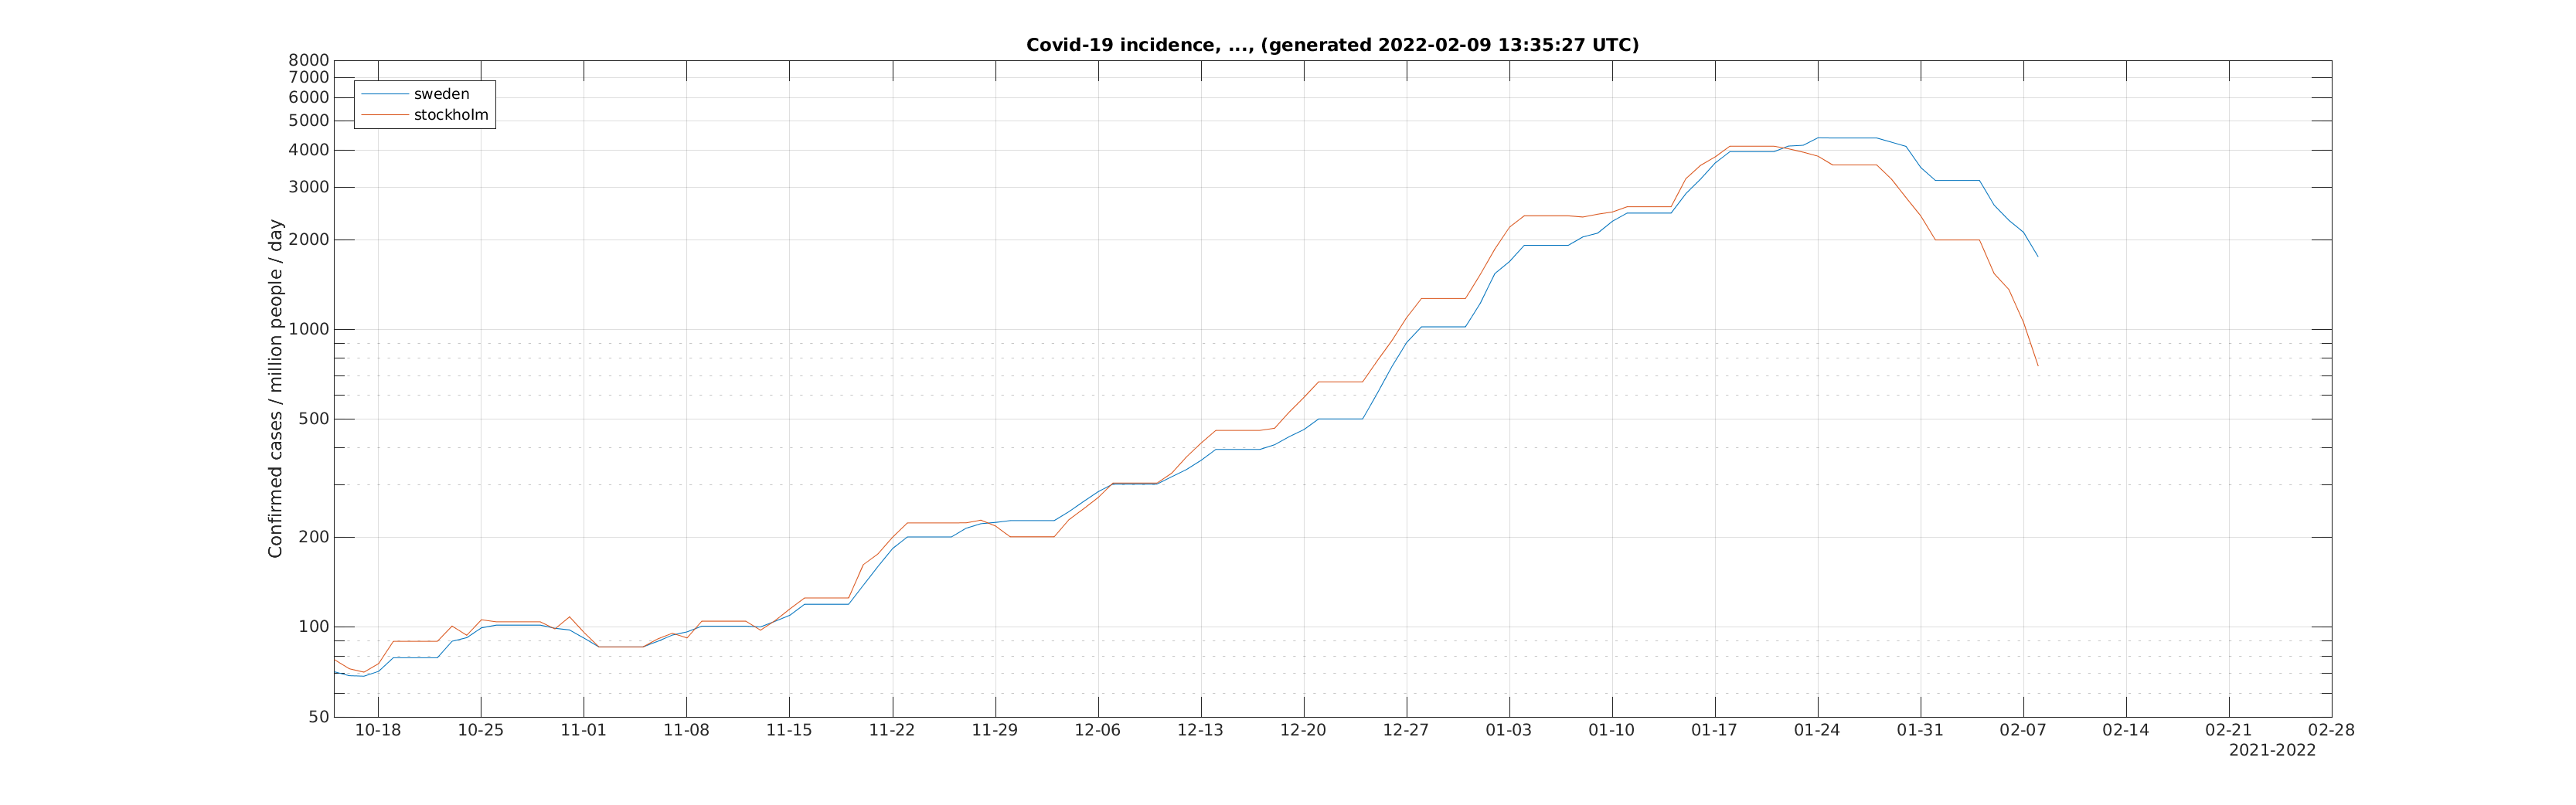 Covid-19 incidence, ..., (generated 2022-02-09 13:35:27 UTC)
8000
7000
6000
5000
4000
3000
2000
1000
500
200
100
50
Confirmed cases / million people / day
sweden
stockholm
10-18 10-25 11-01 11-08 11-15 11-22 11-29 12-06 12-13 12-20 12-27 01-03 01-10 01-17 01-24 01-31 02-07 02-14 02-21 02-28
2021-2022